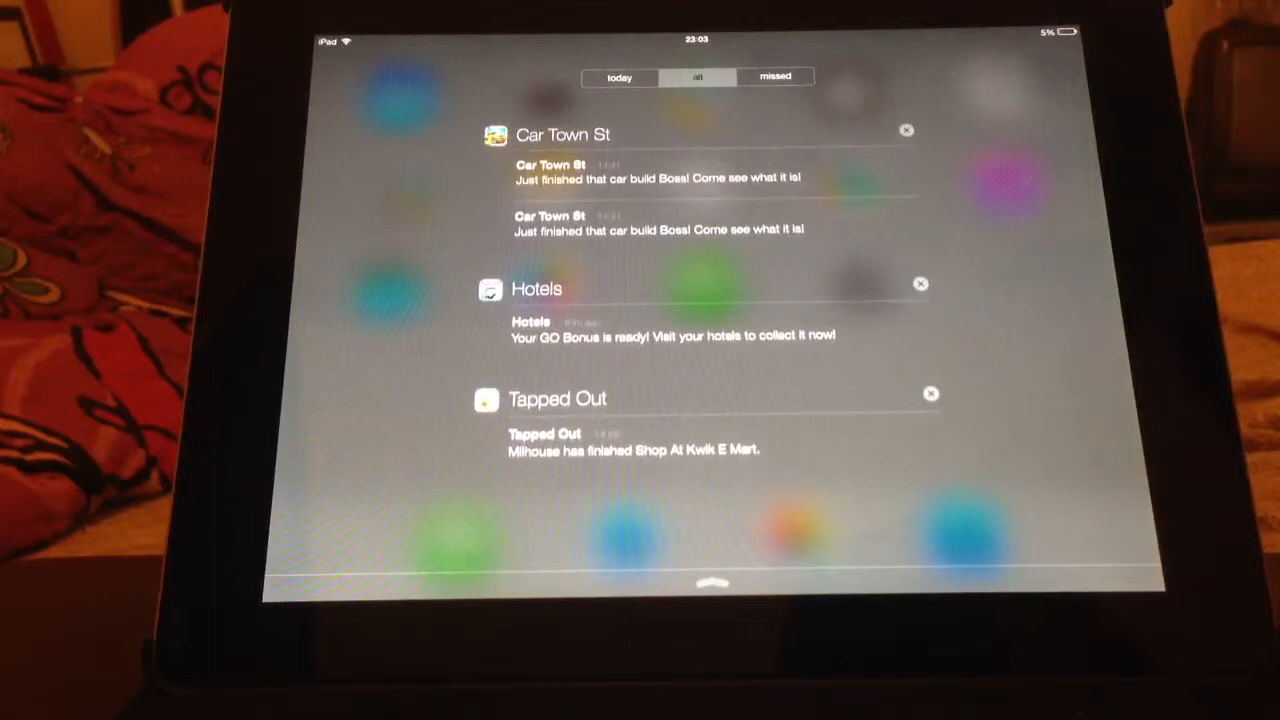 iPad
23:03
5%
today
all
missed
Car Town St
Car Town St
Just finished that car build Boss! Come see what it is!
Car Town St
Just finished that car build Boss! Come see what it is!
Hotels
Hotels
Your GO Bonus is ready! Visit your hotels to collect it now!
Tapped Out
Tapped Out
Milhouse has finished Shop At Kwik E Mart.